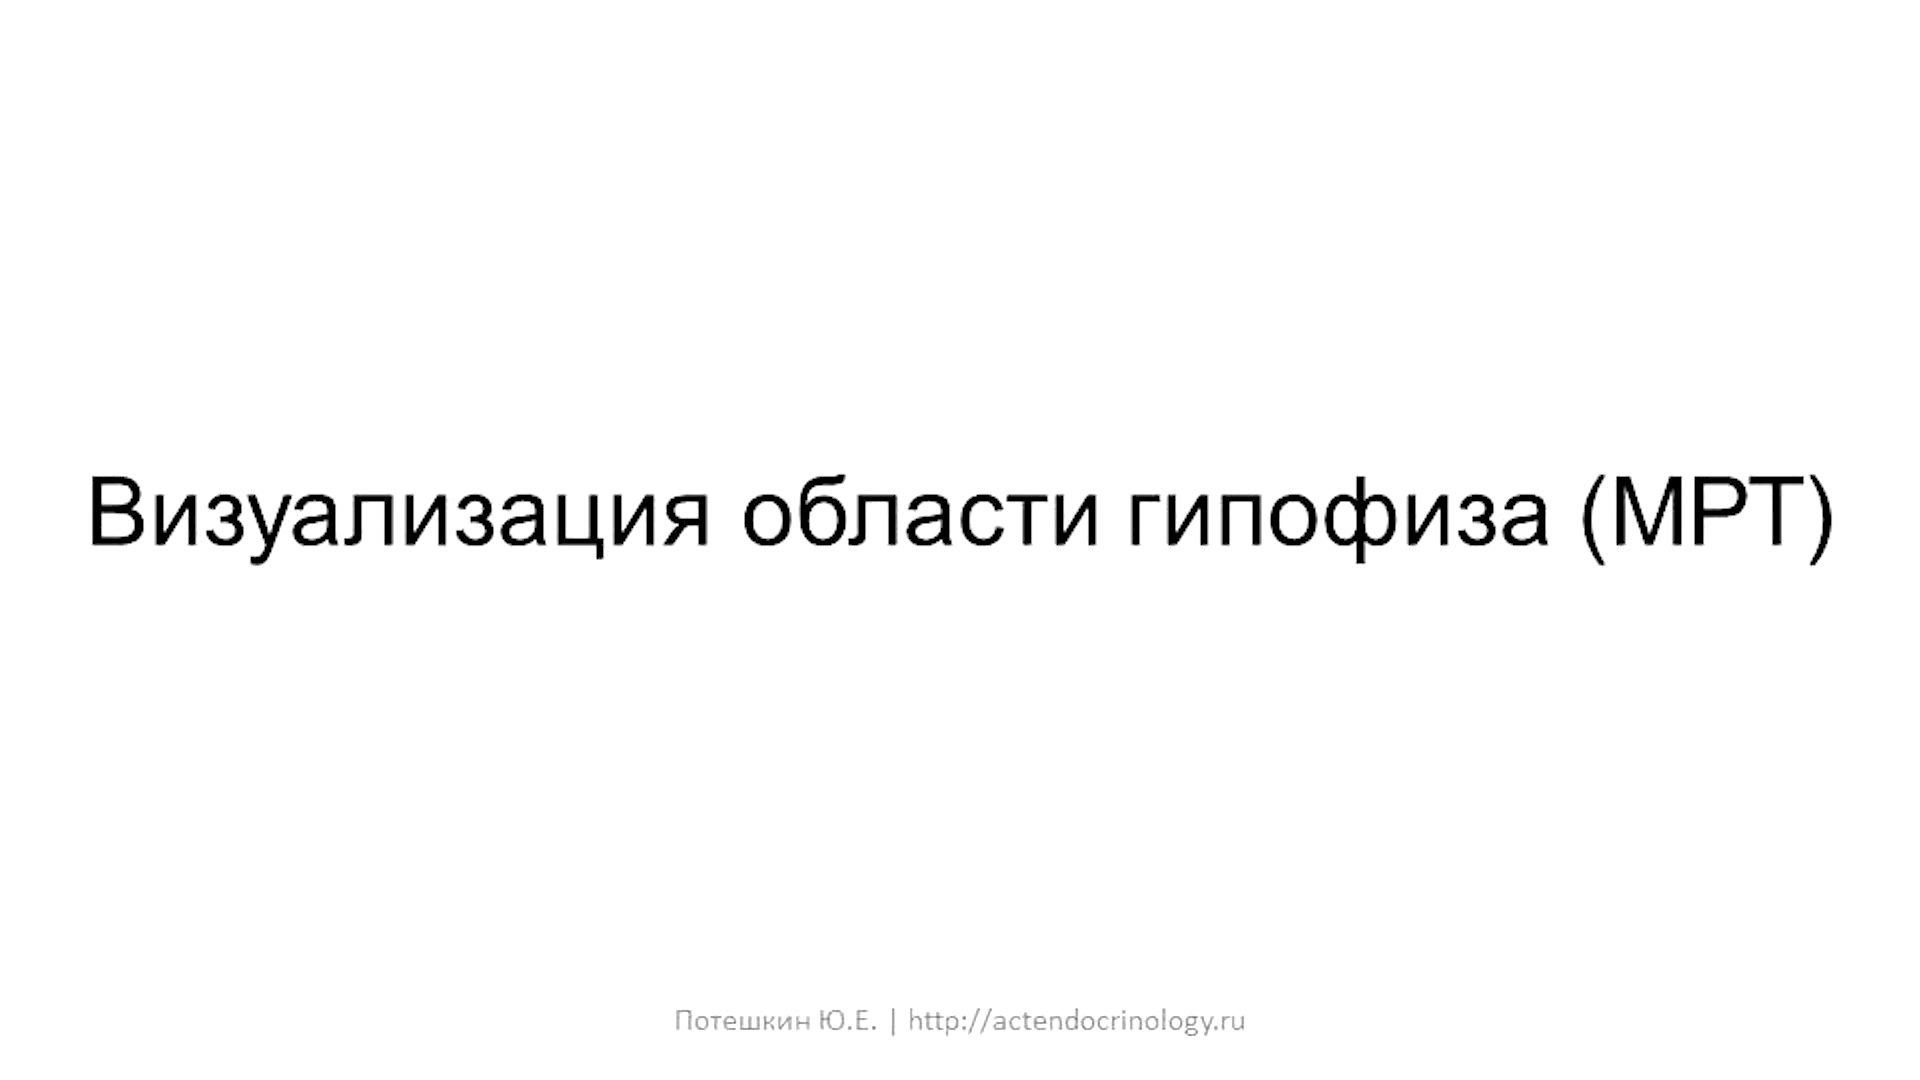 Визуализация области гипофиза (МРТ)
Потешкин Ю.Е. | http://actendocrinology.ru